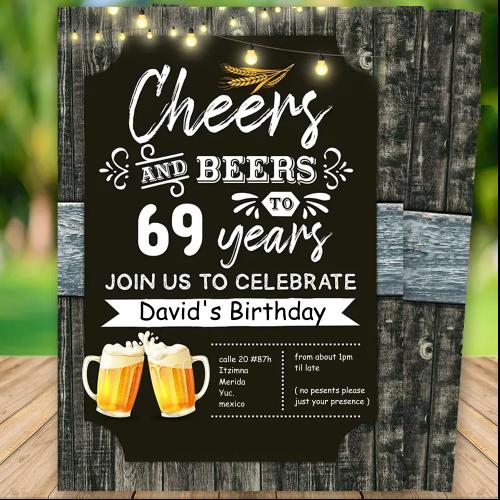 Cheers
AND BEERS
TO
69 years
JOIN US TO CELEBRATE
David's Birthday
calle 20 #87h
Itzimna
Merida
Yuc.
mexico
from about 1pm
til late
( no pesents please
just your presence )